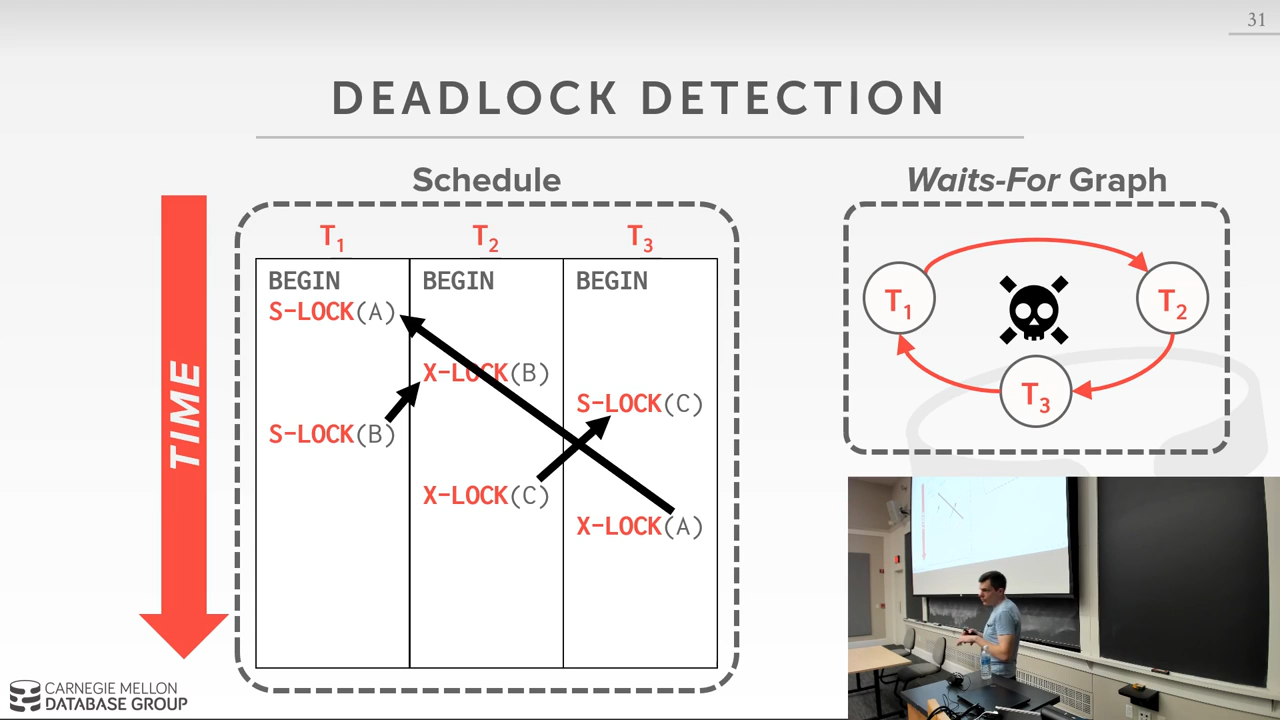 31
DEADLOCK DETECTION
Schedule
Waits-For Graph
TIME
T1 T2 T3
BEGIN BEGIN BEGIN
S-LOCK(A)
X-LOCK(B)
S-LOCK(C)
S-LOCK(B)
X-LOCK(C)
X-LOCK(A)
T1
T2
T3
CARNEGIE MELLON
DATABASE GROUP